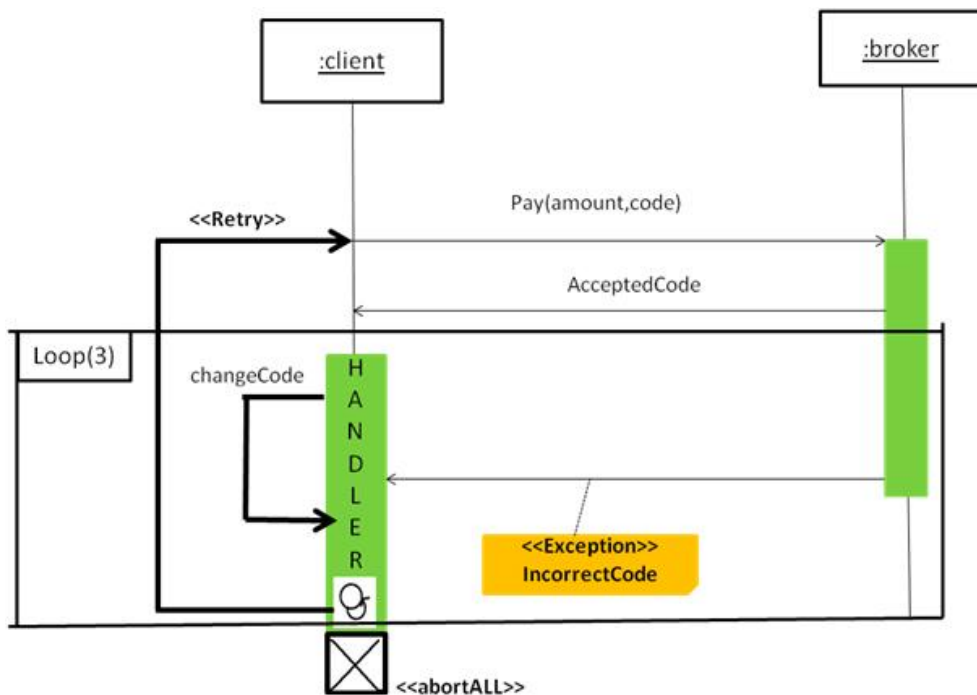 :client
:broker
<<Retry>>
Pay(amount,code)
AcceptedCode
Loop(3)
changeCode
H
A
N
D
L
E
R
<<Exception>>
IncorrectCode
<<abortALL>>